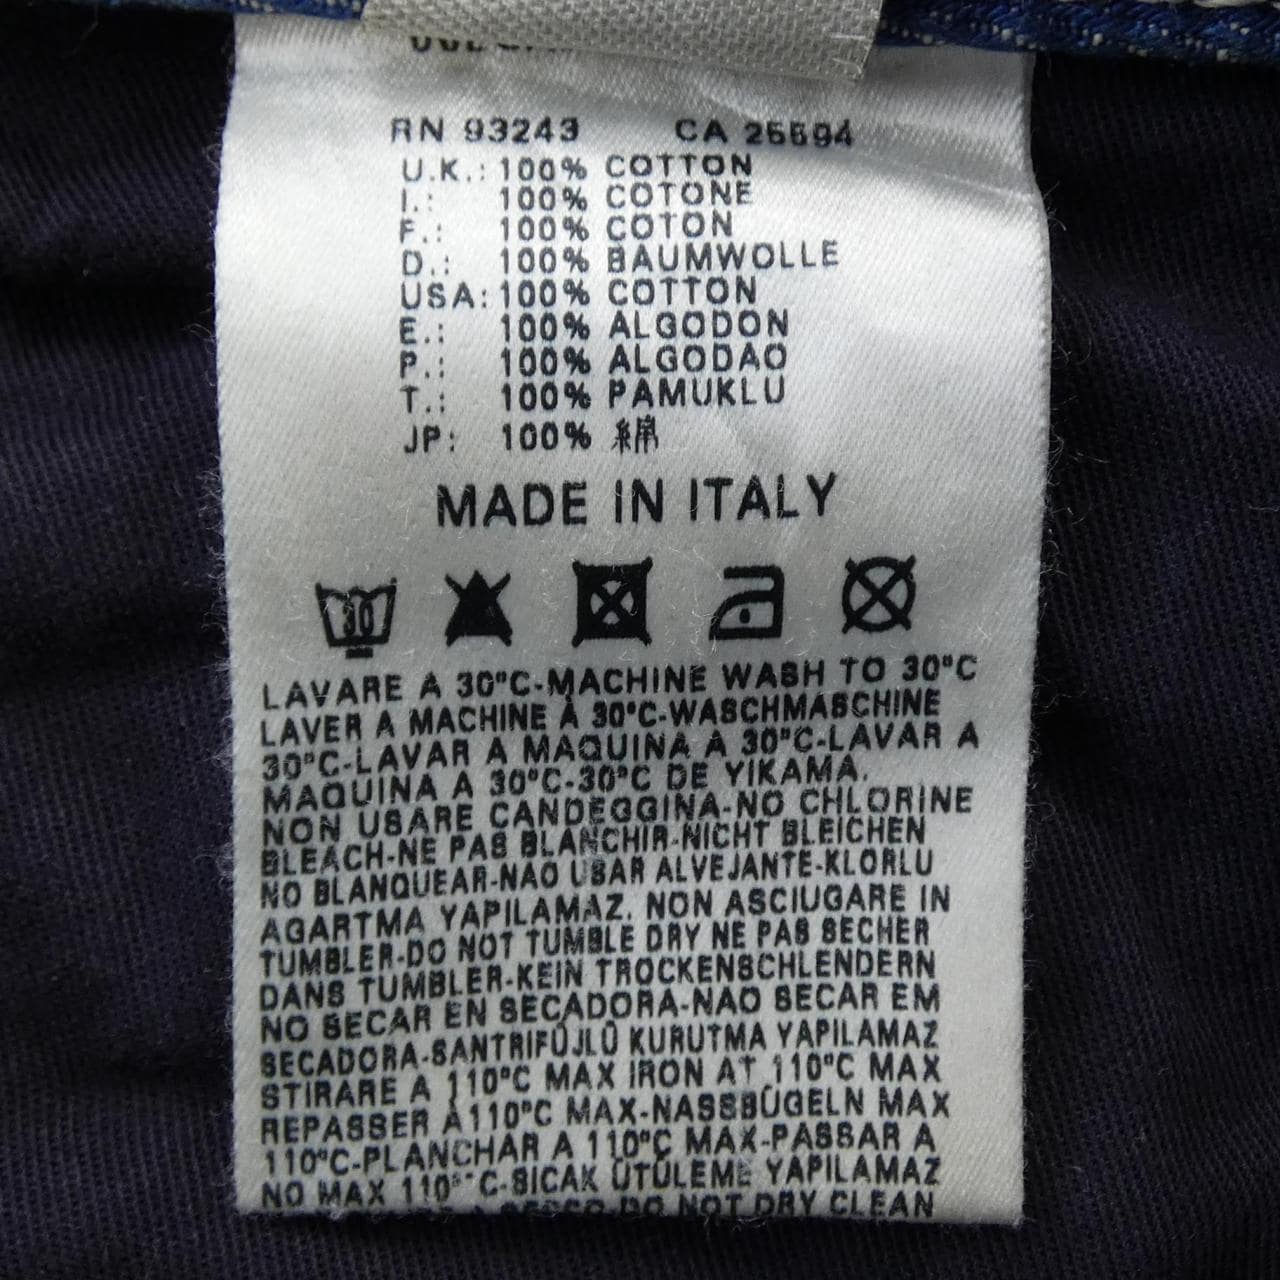 RN 93243 CA 25594
U.K.: 100% COTTON
I.: 100% COTONE
F.: 100% COTON
D.: 100% BAUMWOLLE
USA: 100% COTTON
E.: 100% ALGODON
P.: 100% ALGODAO
T.: 100% PAMUKLU
JP: 100% 綿
MADE IN ITALY
30
LAVARE A 30°C-MACHINE WASH TO 30°C
LAVER A MACHINE À 30°C-WASCHMASCHINE
30°C-LAVAR A MAQUINA A 30°C-LAVAR A
MAQUINA A 30°C-30°C DE YIKAMA.
NON USARE CANDEGGINA-NO CHLORINE
BLEACH-NE PAS BLANCHIR-NICHT BLEICHEN
NO BLANQUEAR-NAO USAR ALVEJANTE-KLORLU
AGARTMA YAPILAMAZ. NON ASCIUGARE IN
TUMBLER-DO NOT TUMBLE DRY NE PAS SECHER
DANS TUMBLER-KEIN TROCKENSCHLENDERN
NO SECAR EN SECADORA-NAO SECAR EM
SECADORA-SANTRIFÜJLÜ KURUTMA YAPILAMAZ
STIRARE A 110°C MAX IRON AT 110°C MAX
REPASSER À 110°C MAX-NASSBÜGELN MAX
110°C-PLANCHAR A 110°C MAX-PASSAR A
NO MAX 110°C-SICAK ÜTÜLEME YAPILAMAZ
SECCO-DO NOT DRY CLEAN